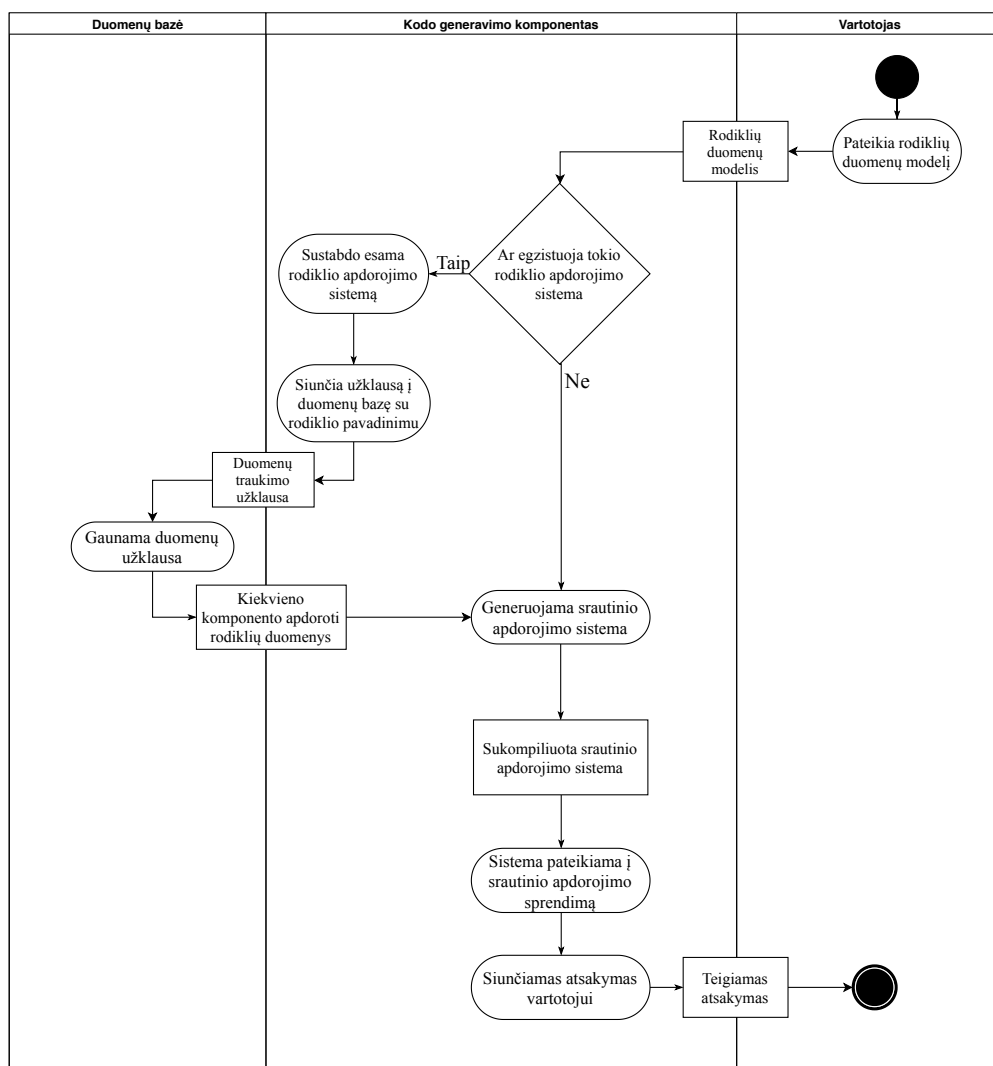 Duomenų bazė
Kodo generavimo komponentas
Vartotojas
Pateikia rodiklių
duomenų modelį
Rodiklių
duomenų
modelis
Ar egzistuoja tokio
rodiklio apdorojimo
sistema
Taip
Sustabdo esama
rodiklio apdorojimo
sistemą
Siunčia užklausą į
duomenų bazę su
rodiklio pavadinimu
Ne
Duomenų
traukimo
užklausa
Gaunama duomenų
užklausa
Kiekvieno
komponento apdoroti
rodiklių duomenys
Generuojama srautinio
apdorojimo sistema
Sukompiliuota srautinio
apdorojimo sistema
Sistema pateikiama į
srautinio apdorojimo
sprendimą
Siunčiamas atsakymas
vartotojui
Teigiamas
atsakymas